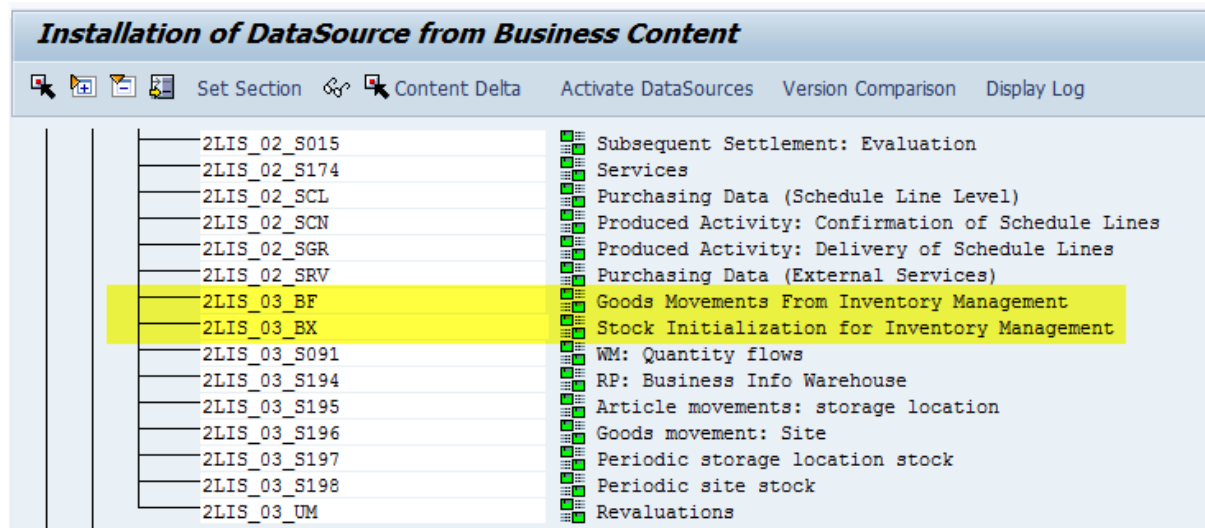 Installation of DataSource from Business Content
Set Section Content Delta Activate DataSources Version Comparison Display Log
2LIS_02_S015 Subsequent Settlement: Evaluation
2LIS_02_S174 Services
2LIS_02_SCL Purchasing Data (Schedule Line Level)
2LIS_02_SCN Produced Activity: Confirmation of Schedule Lines
2LIS_02_SGR Produced Activity: Delivery of Schedule Lines
2LIS_02_SRV Purchasing Data (External Services)
2LIS_03_BF Goods Movements From Inventory Management
2LIS_03_BX Stock Initialization for Inventory Management
2LIS_03_S091 WM: Quantity flows
2LIS_03_S194 RP: Business Info Warehouse
2LIS_03_S195 Article movements: storage location
2LIS_03_S196 Goods movement: Site
2LIS_03_S197 Periodic storage location stock
2LIS_03_S198 Periodic site stock
2LIS_03_UM Revaluations